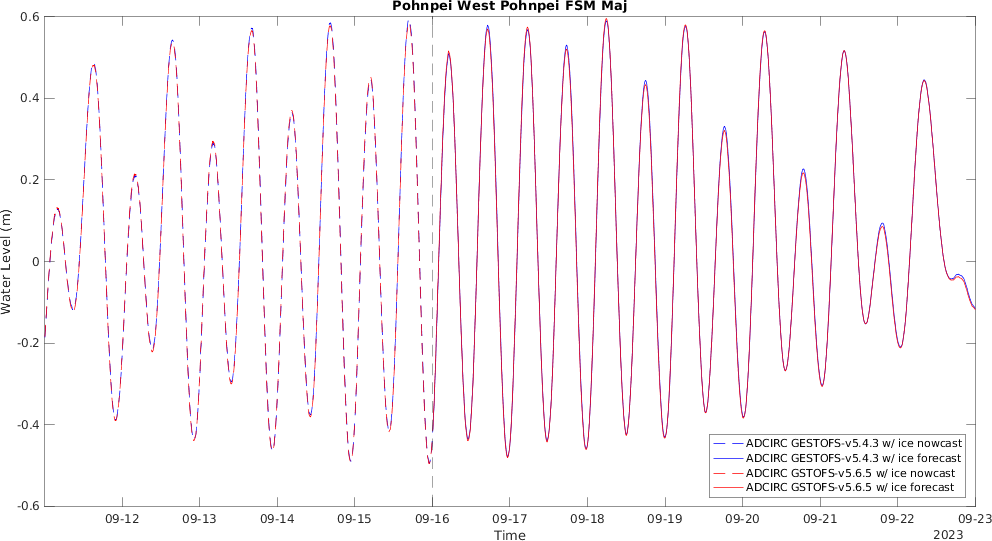 Pohnpei West Pohnpei FSM Maj
0.6
0.4
0.2
0
-0.2
-0.4
-0.6
Water Level (m)
09-12
09-13
09-14
09-15
09-16
09-17
09-18
09-19
09-20
09-21
09-22
09-23
Time
2023
ADCIRC GESTOFS-v5.4.3 w/ ice nowcast
ADCIRC GESTOFS-v5.4.3 w/ ice forecast
ADCIRC GSTOFS-v5.6.5 w/ ice nowcast
ADCIRC GSTOFS-v5.6.5 w/ ice forecast